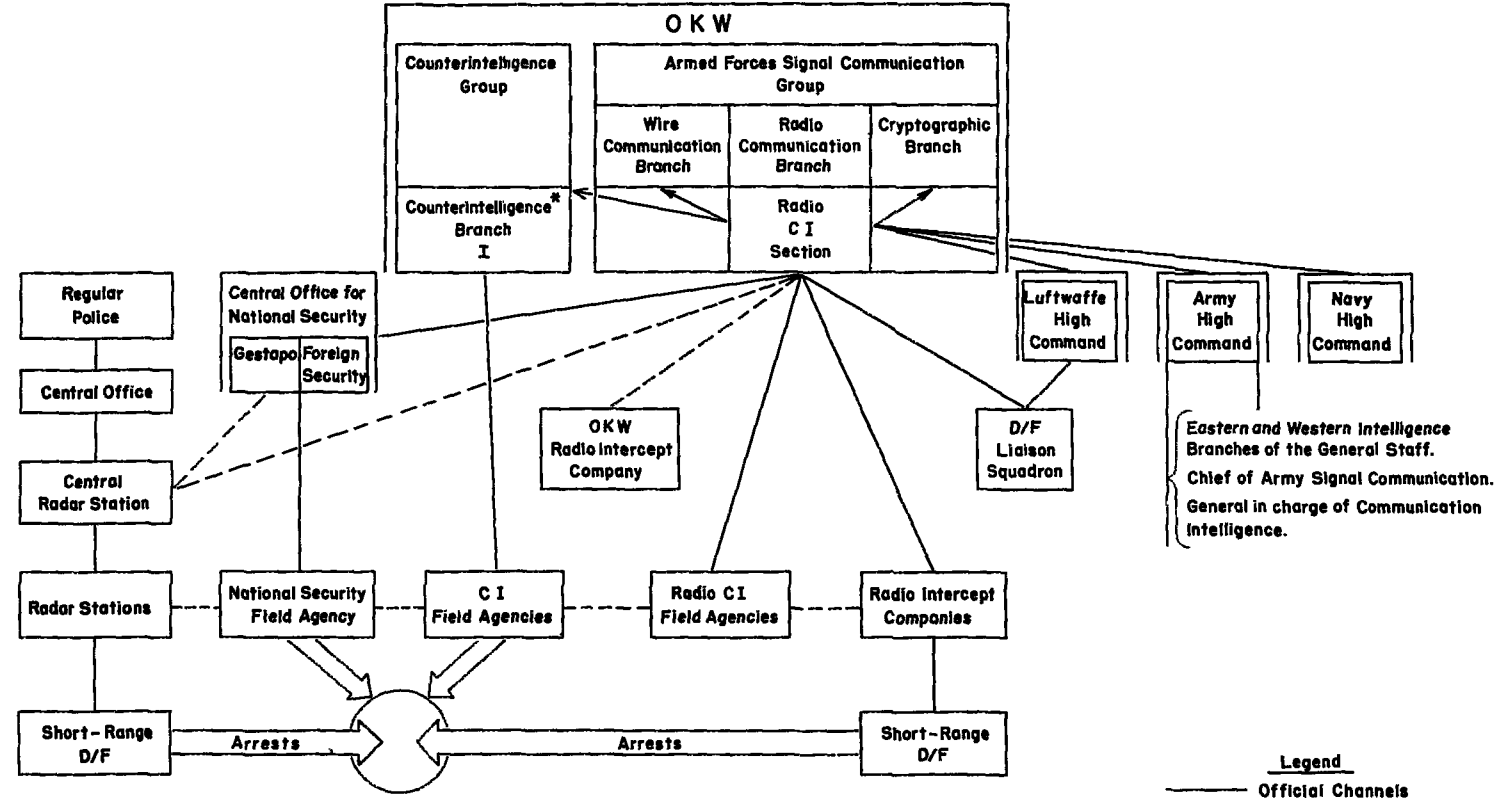 OKW
Counterintelligence
Group
Armed Forces Signal Communication
Group
Wire
Communication
Branch
Radio
Communication
Branch
Cryptographic
Branch
Counterintelligence*
Branch
I
Radio
CI
Section
Regular
Police
Central Office for
National Security
Gestapo
Foreign
Security
Luftwaffe
High
Command
Army
High
Command
Navy
High
Command
Central Office
OKW
Radio Intercept
Company
D/F
Liaison
Squadron
Eastern and Western Intelligence
Branches of the General Staff.
Chief of Army Signal Communication.
General in charge of Communication
Intelligence.
Central
Radar Station
Radar Stations
National Security
Field Agency
CI
Field Agencies
Radio CI
Field Agencies
Radio Intercept
Companies
Short-Range
D/F
Arrests
Arrests
Short-Range
D/F
Legend
Official Channels